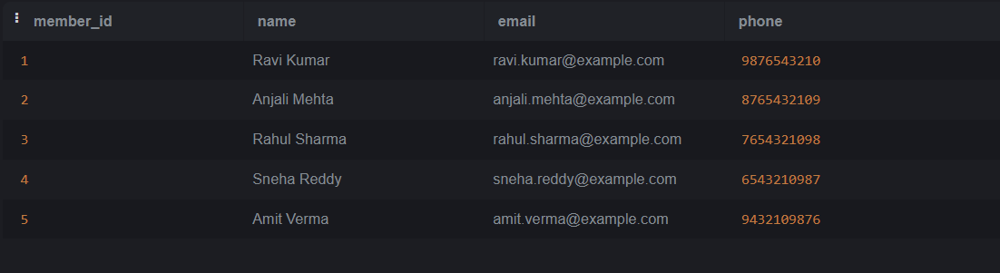 member_id name email phone
1 Ravi Kumar ravi.kumar@example.com 9876543210
2 Anjali Mehta anjali.mehta@example.com 8765432109
3 Rahul Sharma rahul.sharma@example.com 7654321098
4 Sneha Reddy sneha.reddy@example.com 6543210987
5 Amit Verma amit.verma@example.com 9432109876